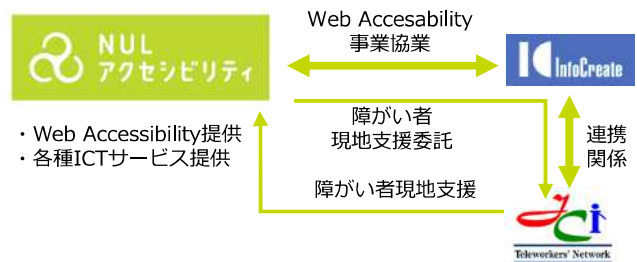 NUL
アクセシビリティ
Web Accesability
事業協業
InfoCreate
・Web Accessibility提供
・各種ICTサービス提供
障がい者
現地支援委託
連携
関係
障がい者現地支援
JCi
Teleworkers' Network